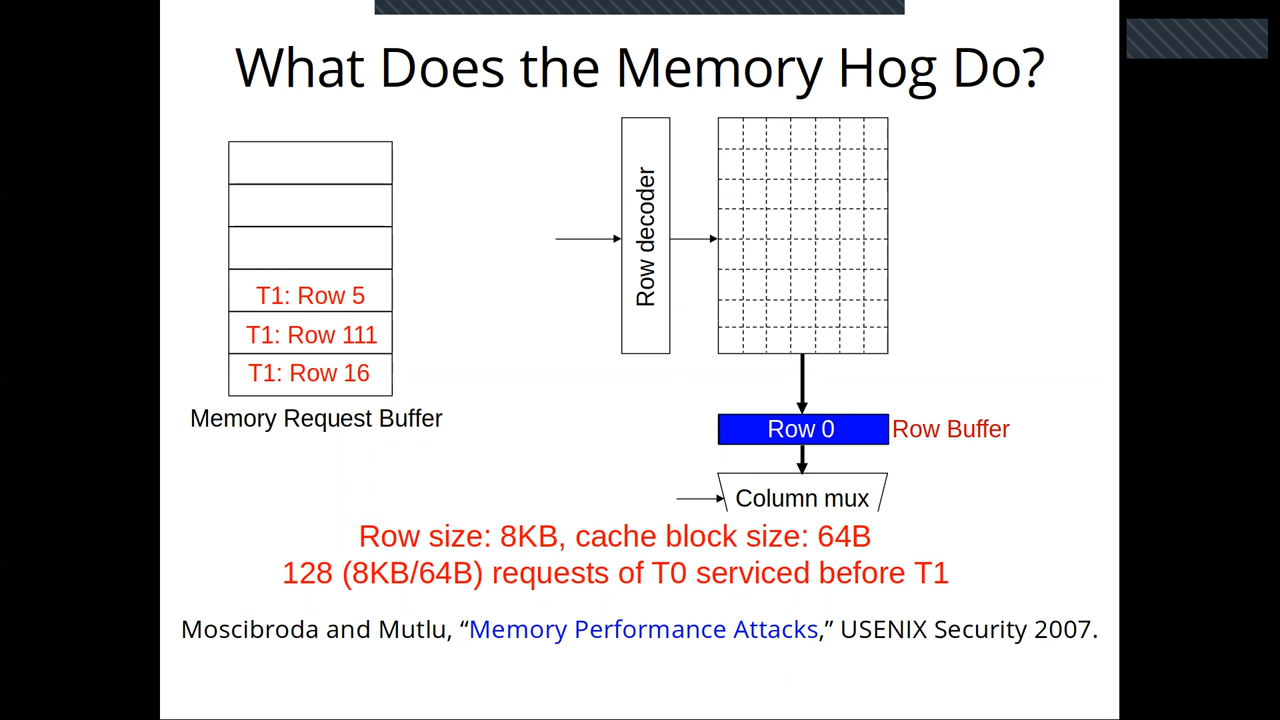 What Does the Memory Hog Do?
T1: Row 5
T1: Row 111
T1: Row 16
Memory Request Buffer
Row decoder
Row 0
Row Buffer
Column mux
Row size: 8KB, cache block size: 64B
128 (8KB/64B) requests of T0 serviced before T1
Moscibroda and Mutlu, “Memory Performance Attacks,” USENIX Security 2007.